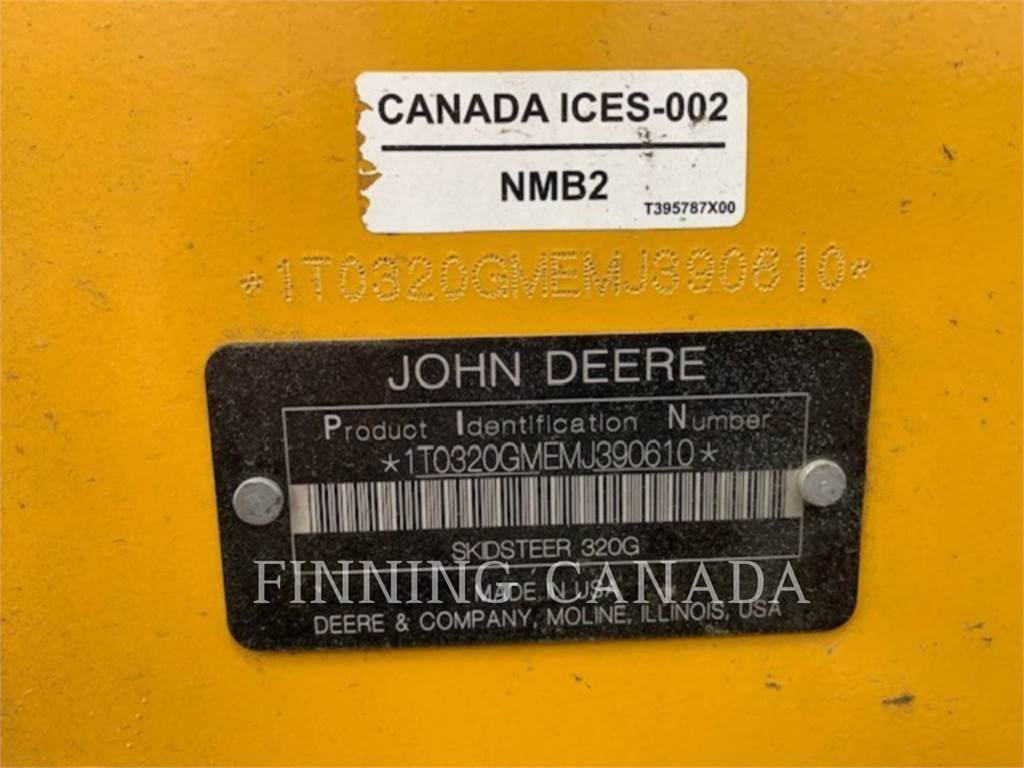 CANADA ICES-002
NMB2
T395787X00
*1T0320GMEMJ390610*
JOHN DEERE
Product Identification Number
*1T0320GMEMJ390610*
SKIDSTEER 320G
FINNING CANADA
MADE IN USA
DEERE & COMPANY, MOLINE, ILLINOIS, USA